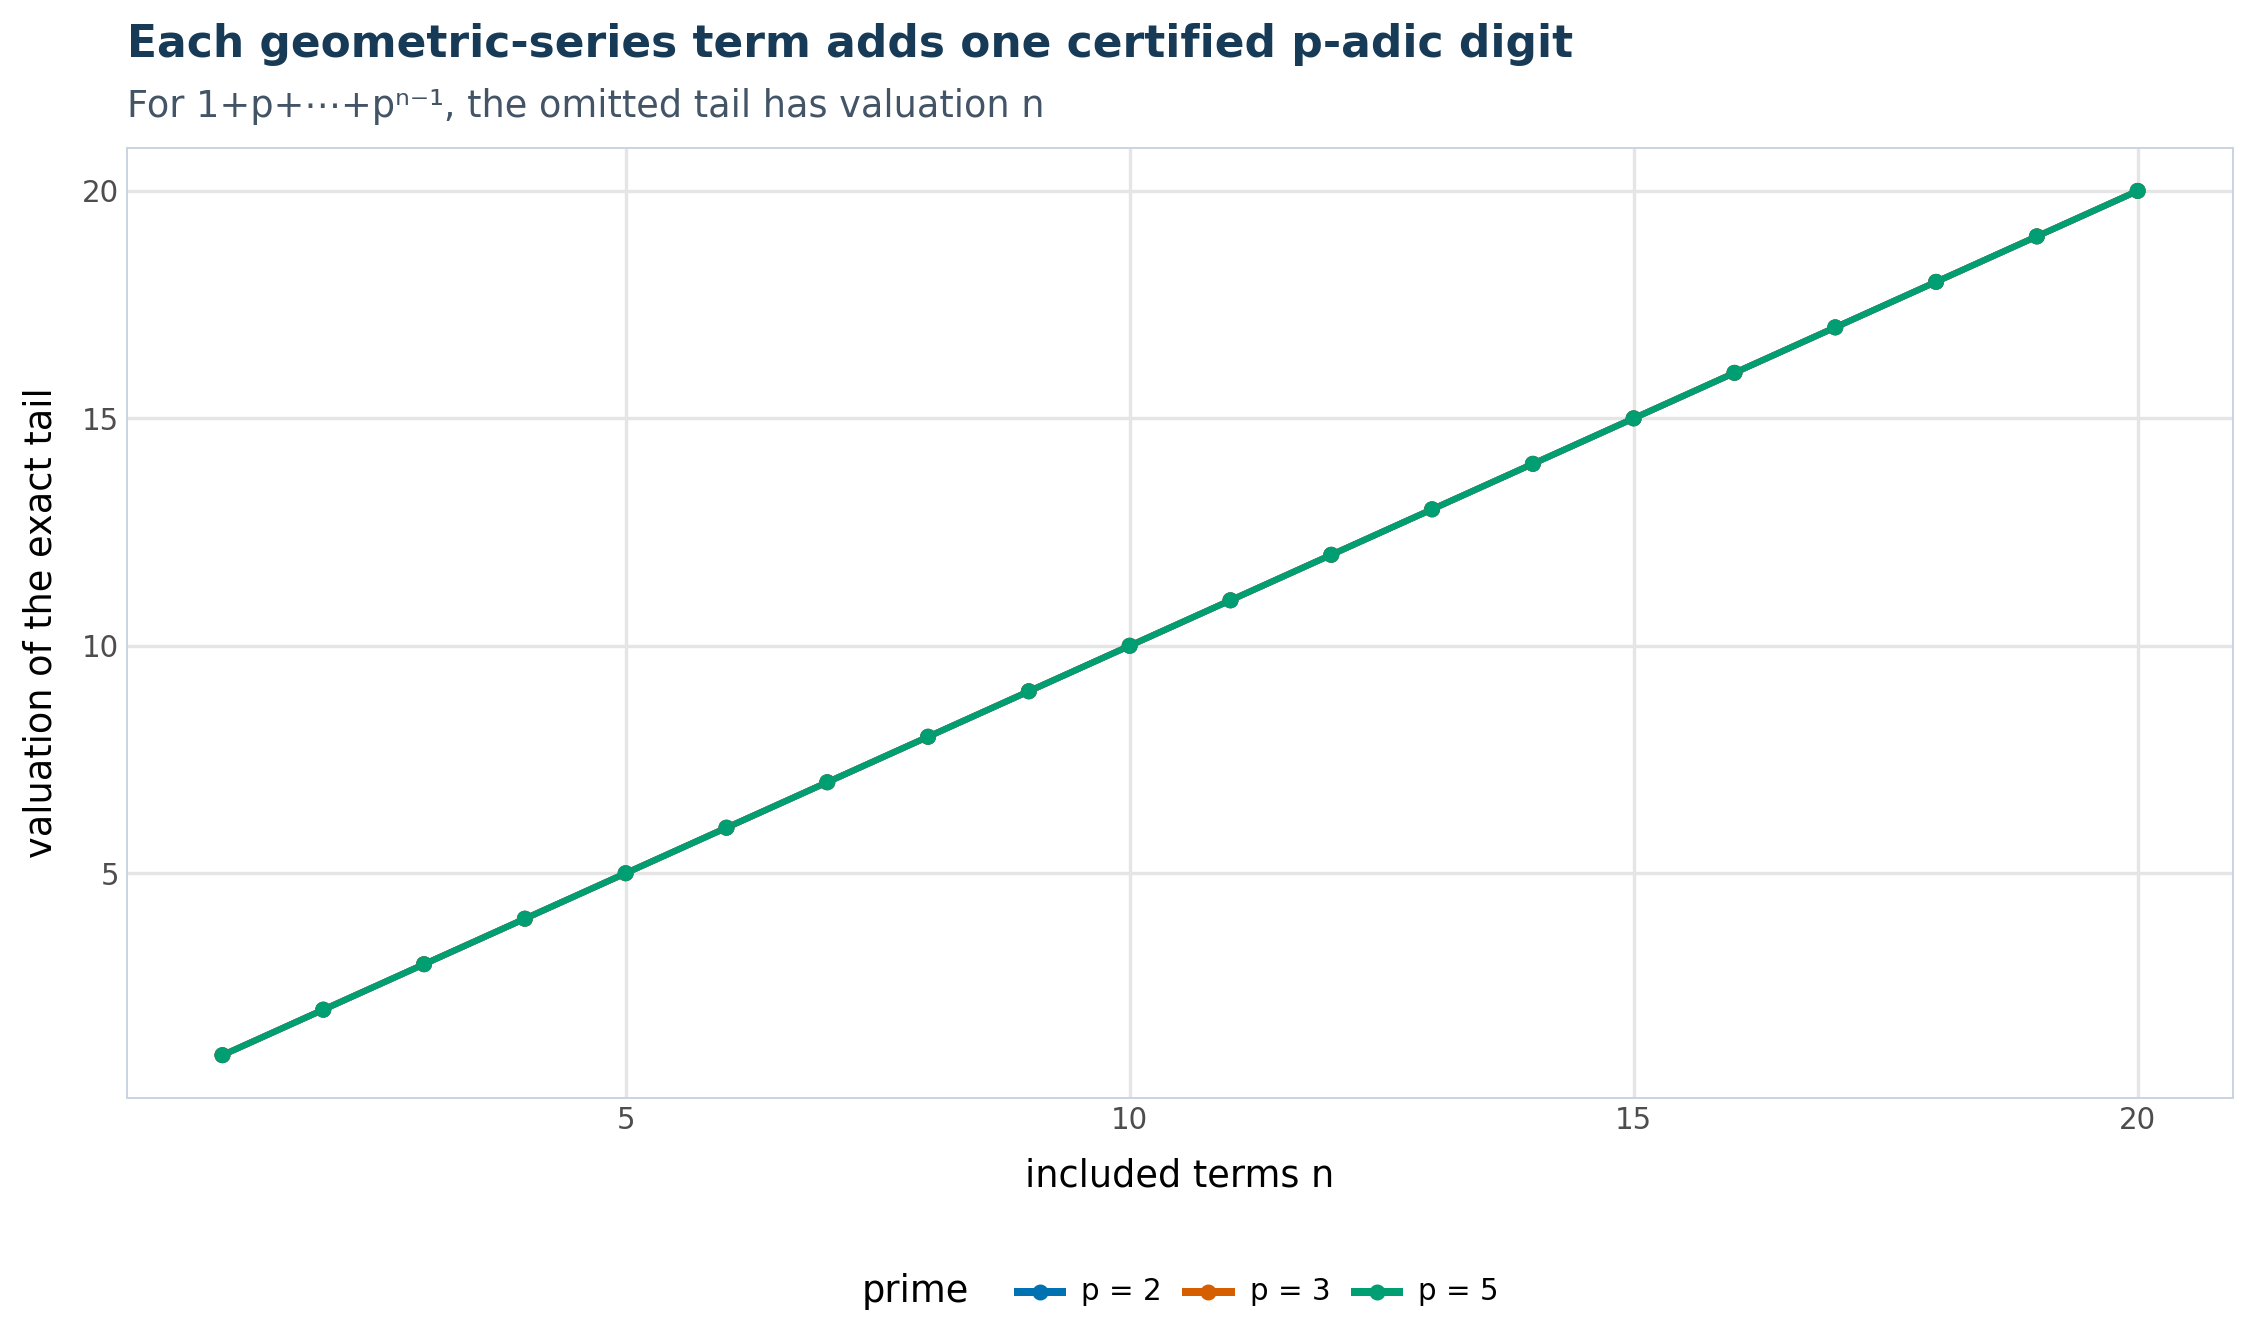 Each geometric-series term adds one certified p-adic digit
For 1+p+⋯+pⁿ⁻¹, the omitted tail has valuation n
valuation of the exact tail
20
15
10
5
5 10 15 20
included terms n
prime p = 2 p = 3 p = 5